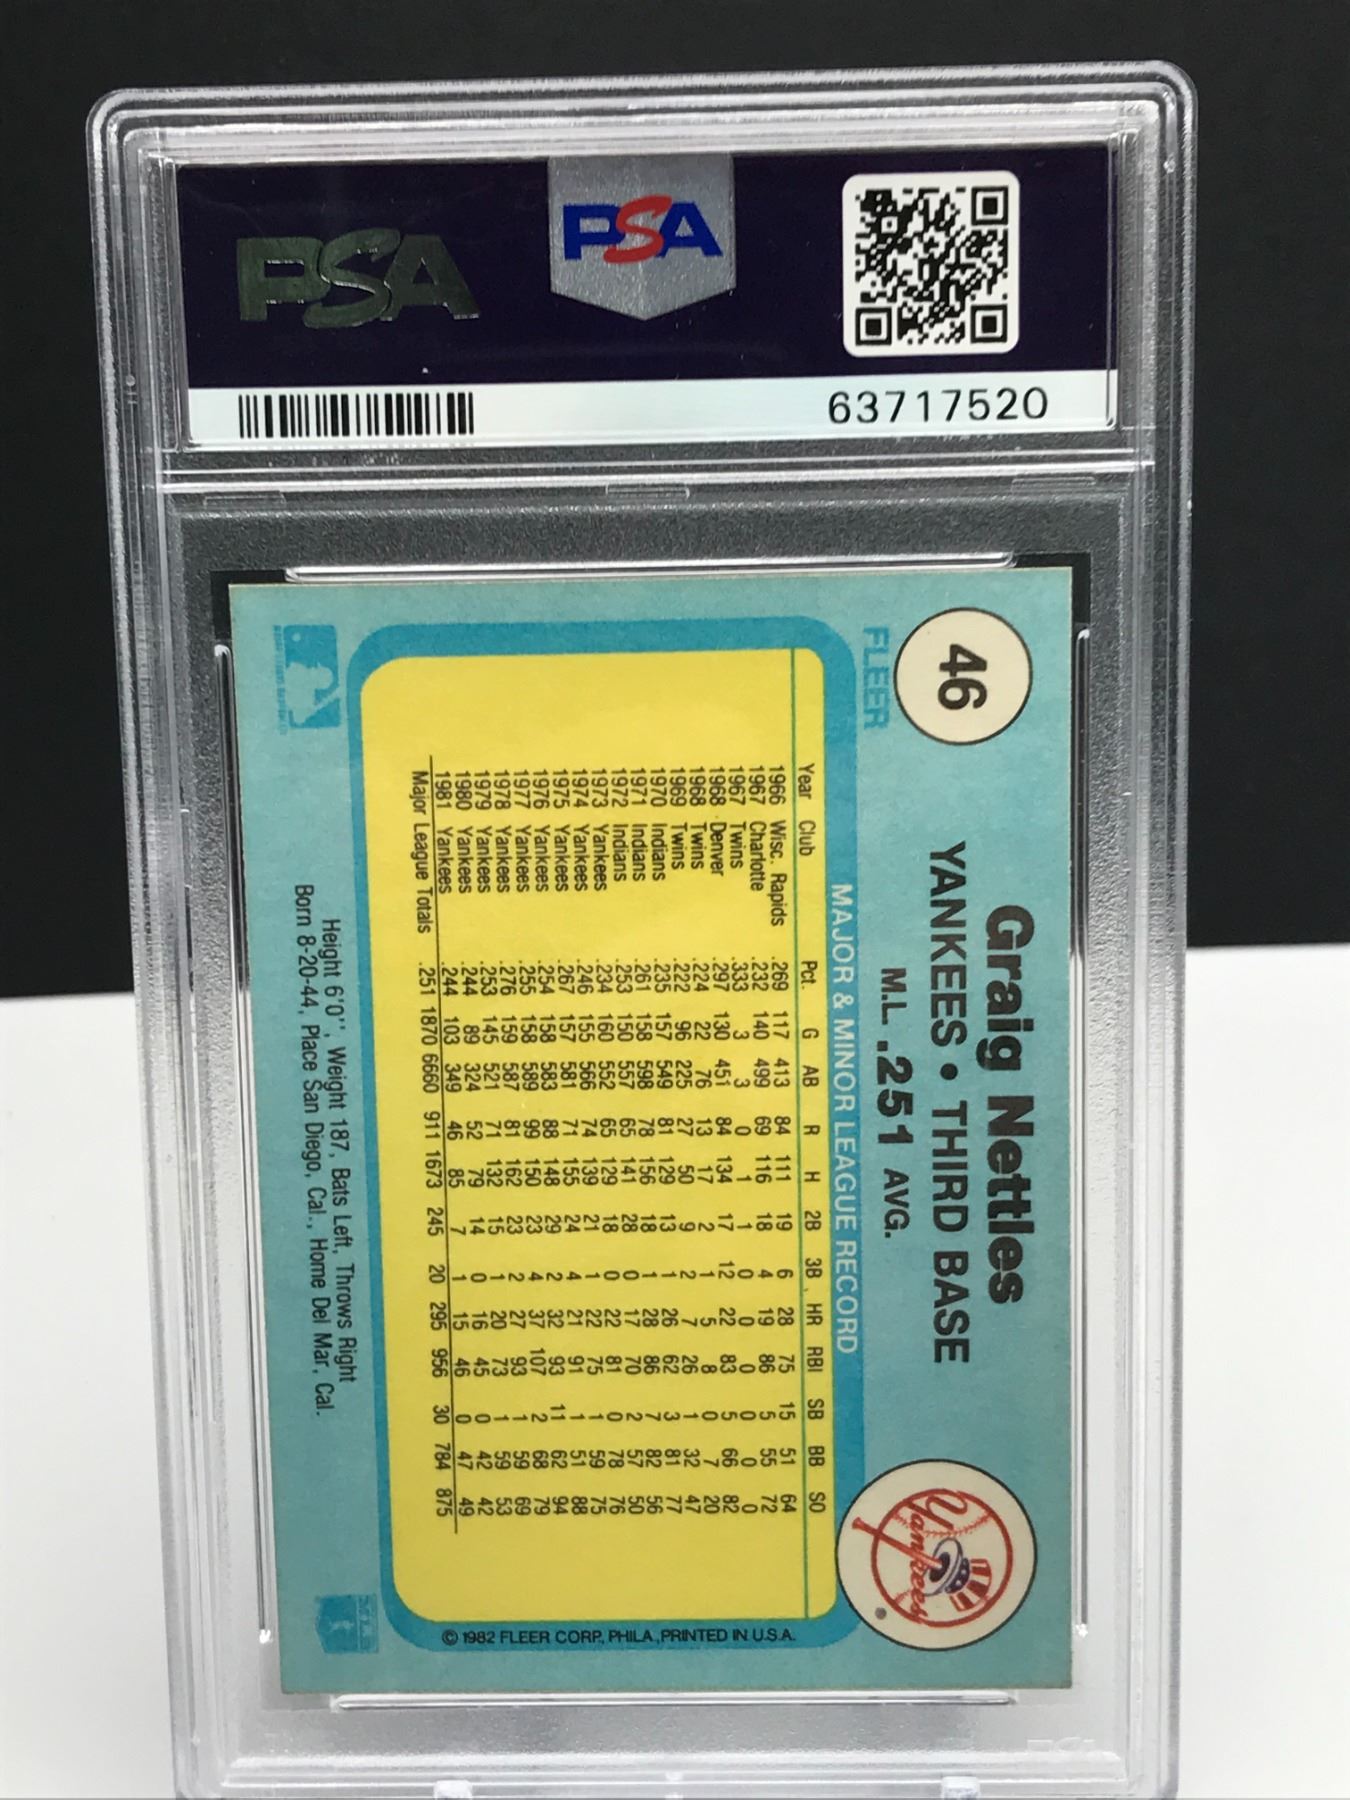 PSA
PSA
63717520
46
FLEER
Graig Nettles
YANKEES • THIRD BASE
M.L. .251 AVG.
Yankees
MAJOR & MINOR LEAGUE RECORD
Year Club Pct. G AB R H 2B 3B HR RBI SB BB SO
1966 Wisc. Rapids .269 117 413 84 111 19 6 28 75 15 51 64
1967 Charlotte .232 140 499 69 116 18 4 19 86 5 55 72
1967 Twins .333 3 3 0 1 1 0 0 0 0 0 0
1968 Denver .297 130 451 84 134 17 12 22 83 5 66 82
1968 Twins .224 22 76 13 17 2 1 5 8 0 7 20
1969 Twins .222 96 225 27 50 9 2 7 26 1 32 47
1970 Indians .235 157 549 81 129 13 1 26 62 3 81 77
1971 Indians .261 158 598 78 156 18 1 28 86 7 82 56
1972 Indians .253 150 557 65 141 28 0 17 70 2 57 50
1973 Yankees .234 160 552 65 129 18 0 22 81 0 78 76
1974 Yankees .246 155 566 74 139 21 1 22 75 1 59 75
1975 Yankees .267 157 581 71 155 24 4 21 91 1 51 88
1976 Yankees .254 158 583 88 148 29 2 32 93 11 62 94
1977 Yankees .255 158 589 99 150 23 4 37 107 2 68 79
1978 Yankees .276 159 587 81 162 23 2 27 93 1 59 69
1979 Yankees .253 145 521 71 132 15 1 20 73 1 59 53
1980 Yankees .244 89 324 52 79 14 0 16 45 0 42 42
1981 Yankees .244 103 349 46 85 7 1 15 46 0 47 49
Major League Totals .251 1870 6660 911 1673 245 20 295 956 30 784 875
Height 6'0'', Weight 187, Bats Left, Throws Right
Born 8-20-44, Place San Diego, Cal., Home Del Mar, Cal.
© 1982 FLEER CORP., PHILA., PRINTED IN U.S.A.